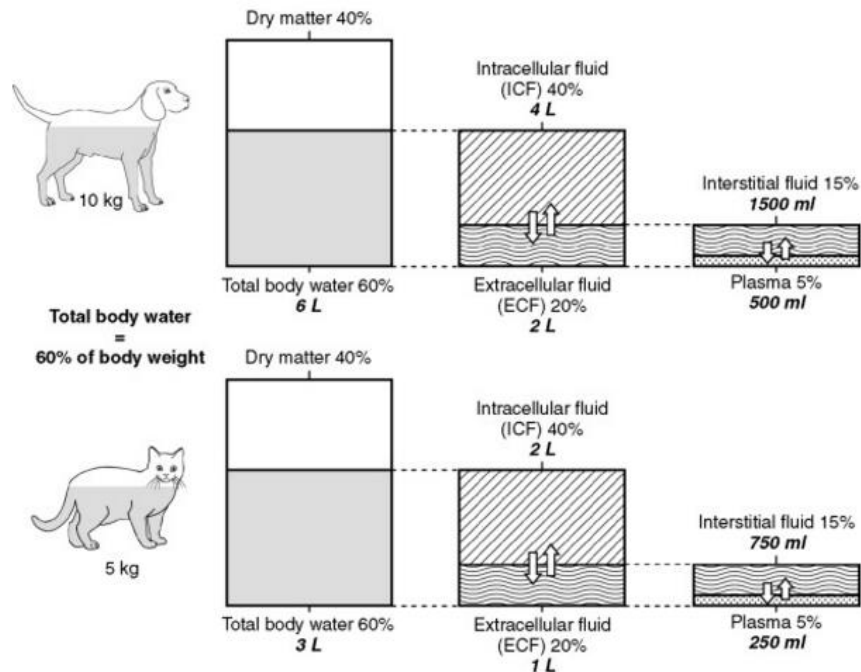 Dry matter 40%
Intracellular fluid
(ICF) 40%
4 L
Interstitial fluid 15%
1500 ml
10 kg
Total body water 60%
6 L
Extracellular fluid
(ECF) 20%
2 L
Plasma 5%
500 ml
Total body water
=
60% of body weight
Dry matter 40%
Intracellular fluid
(ICF) 40%
2 L
Interstitial fluid 15%
750 ml
5 kg
Total body water 60%
3 L
Extracellular fluid
(ECF) 20%
1 L
Plasma 5%
250 ml